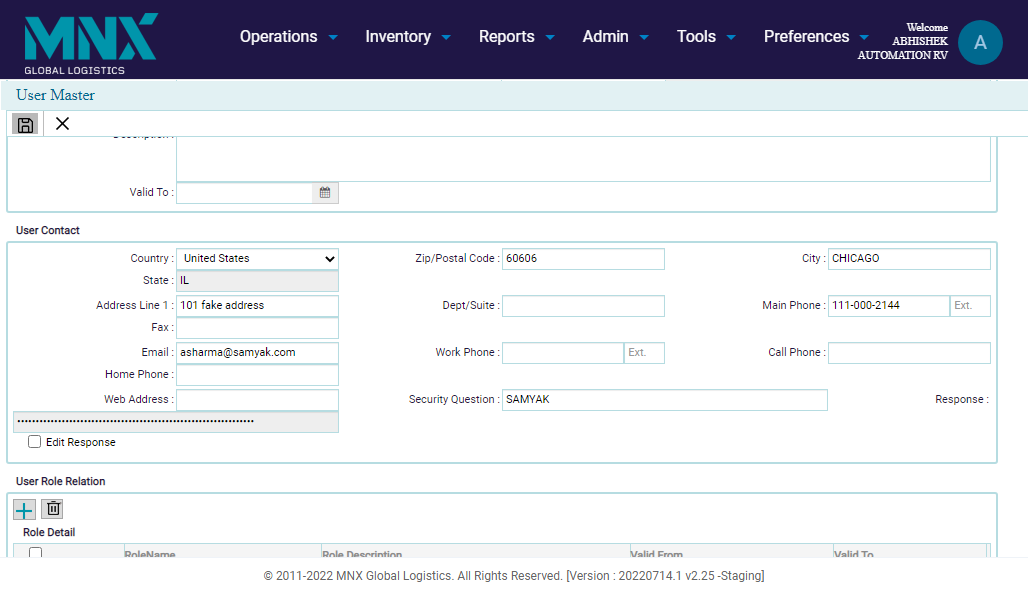 MNX
GLOBAL LOGISTICS
Operations Inventory Reports Admin Tools Preferences
Welcome
ABHISHEK
AUTOMATION RV
A
User Master
Valid To :
User Contact
Country : United States Zip/Postal Code : 60606 City : CHICAGO
State : IL
Address Line 1 : 101 fake address Dept/Suite : Main Phone : 111-000-2144 Ext.
Fax :
Email : asharma@samyak.com Work Phone : Ext. Call Phone :
Home Phone :
Web Address : Security Question : SAMYAK Response :
Edit Response
User Role Relation
Role Detail
RoleName Role Description Valid From Valid To
© 2011-2022 MNX Global Logistics. All Rights Reserved. [Version : 20220714.1 v2.25 -Staging]